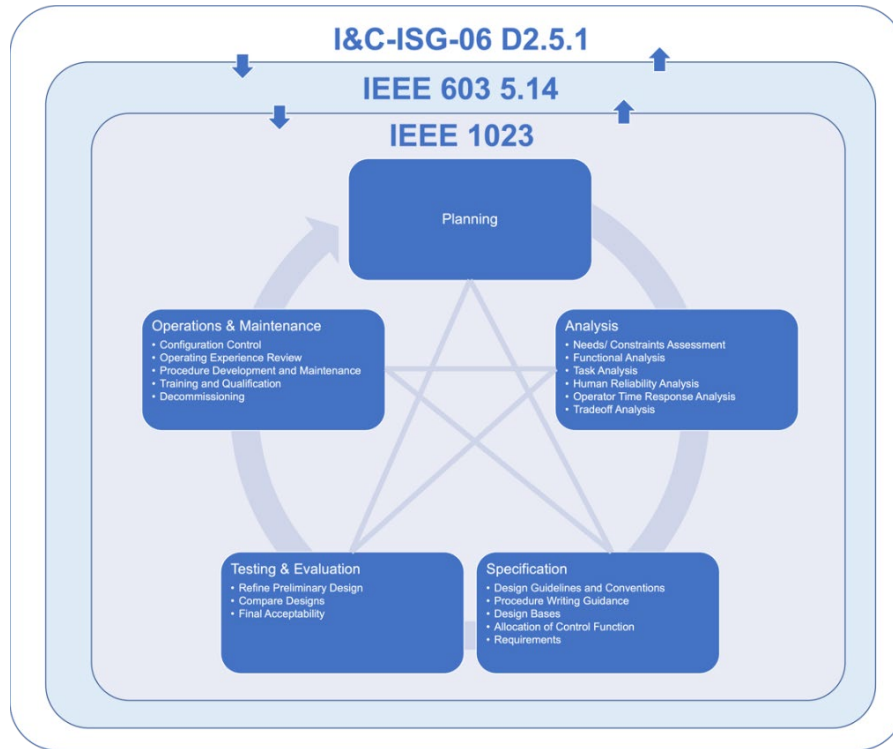 I&C-ISG-06 D2.5.1
IEEE 603 5.14
IEEE 1023
Planning
Operations & Maintenance
• Configuration Control
• Operating Experience Review
• Procedure Development and Maintenance
• Training and Qualification
• Decommissioning
Analysis
• Needs/ Constraints Assessment
• Functional Analysis
• Task Analysis
• Human Reliability Analysis
• Operator Time Response Analysis
• Tradeoff Analysis
Testing & Evaluation
• Refine Preliminary Design
• Compare Designs
• Final Acceptability
Specification
• Design Guidelines and Conventions
• Procedure Writing Guidance
• Design Bases
• Allocation of Control Function
• Requirements